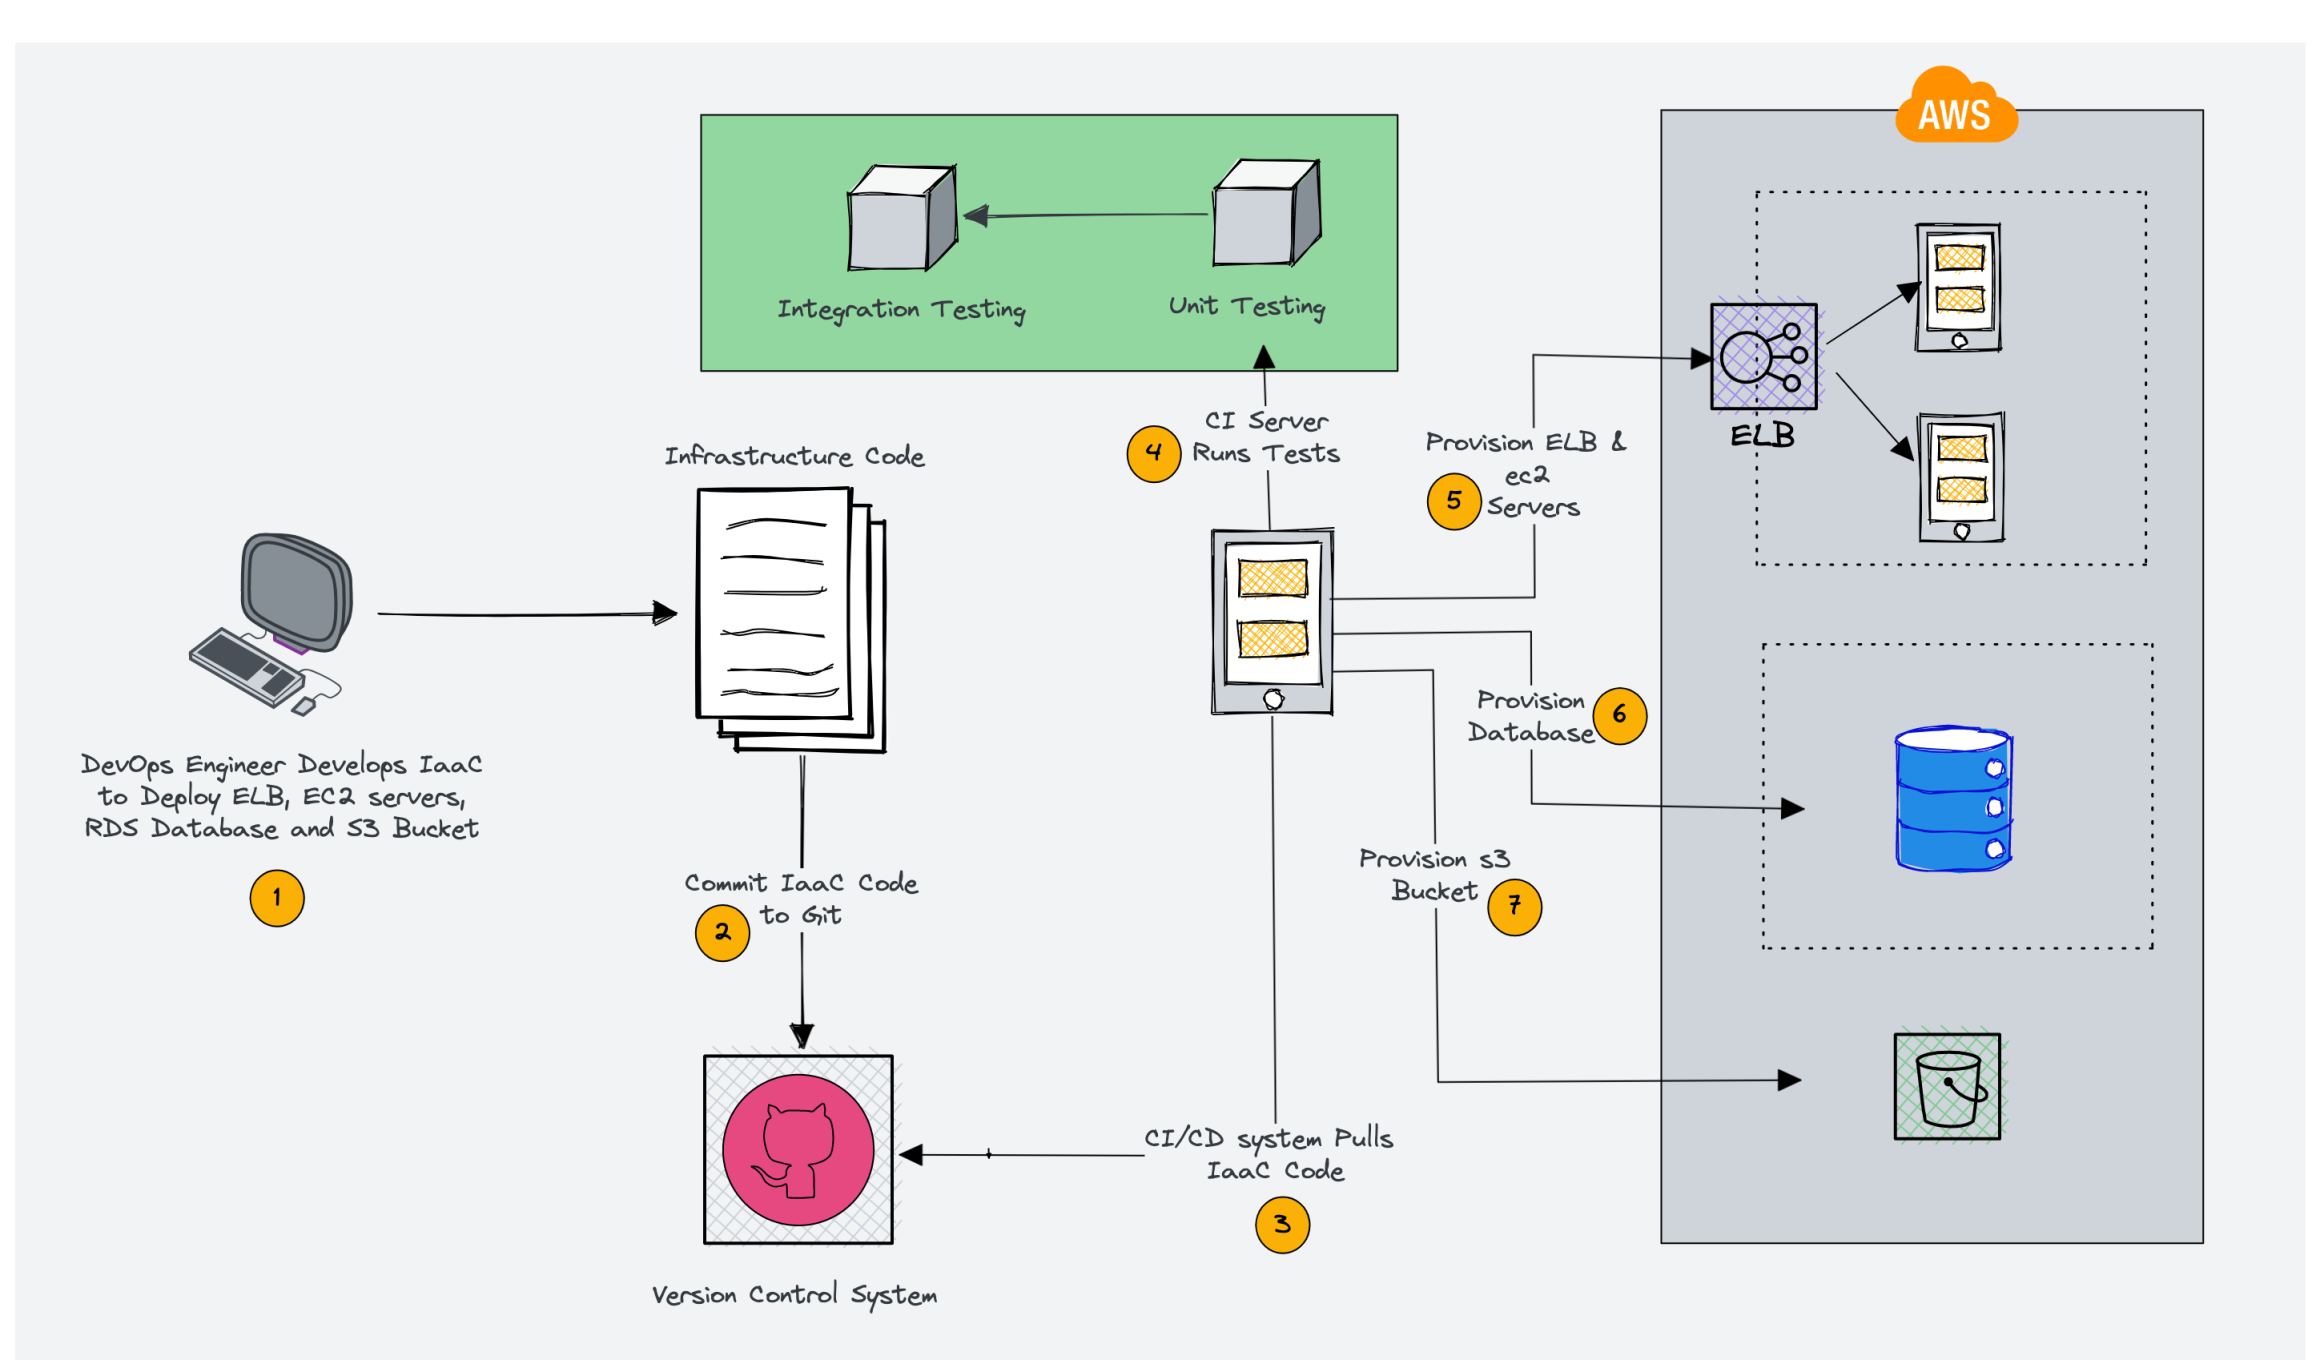 AWS
Integration Testing
Unit Testing
CI Server
Runs Tests
4
Infrastructure Code
Provision ELB &
ec2
Servers
5
ELB
DevOps Engineer Develops IaaC
to Deploy ELB, EC2 servers,
RDS Database and S3 Bucket
1
Commit IaaC Code
to Git
2
Provision
Database
6
Provision s3
Bucket
7
CI/CD system Pulls
IaaC Code
3
Version Control System